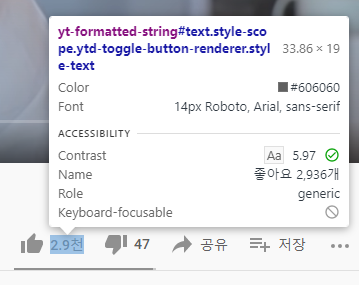 yt-formatted-string#text.style-sco
pe.ytd-toggle-button-renderer.styl
e-text 33.86 × 19
Color #606060
Font 14px Roboto, Arial, sans-serif
ACCESSIBILITY
Contrast Aa 5.97
Name 좋아요 2,936개
Role generic
Keyboard-focusable
2.9천 47 공유 저장